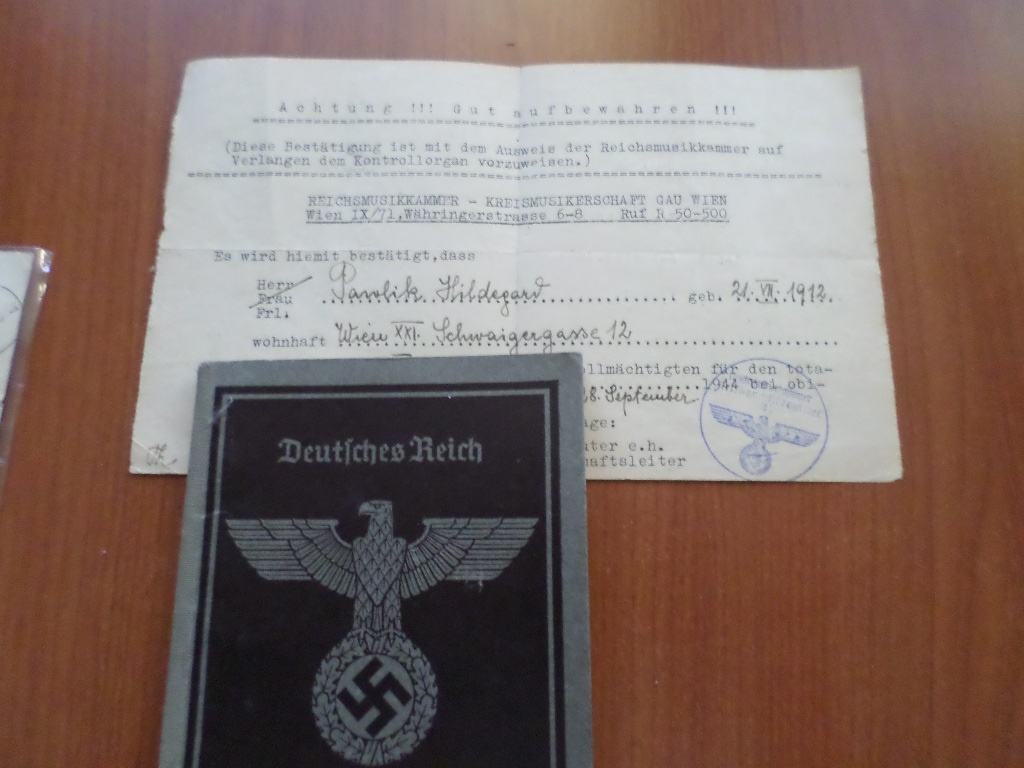 Achtung !!! Gut aufbewahren !!!
(Diese Bestätigung ist mit dem Ausweis der Reichsmusikkammer auf
Verlangen dem Kontrollorgan vorzuweisen.)
REICHSMUSIKKAMMER - KREISMUSIKERSCHAFT GAU WIEN
Wien IX/71,Währingerstrasse 6-8 Ruf R 50-500
Es wird hiemit bestätigt,dass
Herr
Frau Pawlik Hildegard geb. 21. VII. 1912.
Frl.
wohnhaft Wien XXI. Schwaigergasse 12
ollmächtigten für den tota-
28. September 1944 bei obi-
age:
uter e.h.
haftsleiter
Deutsches Reich